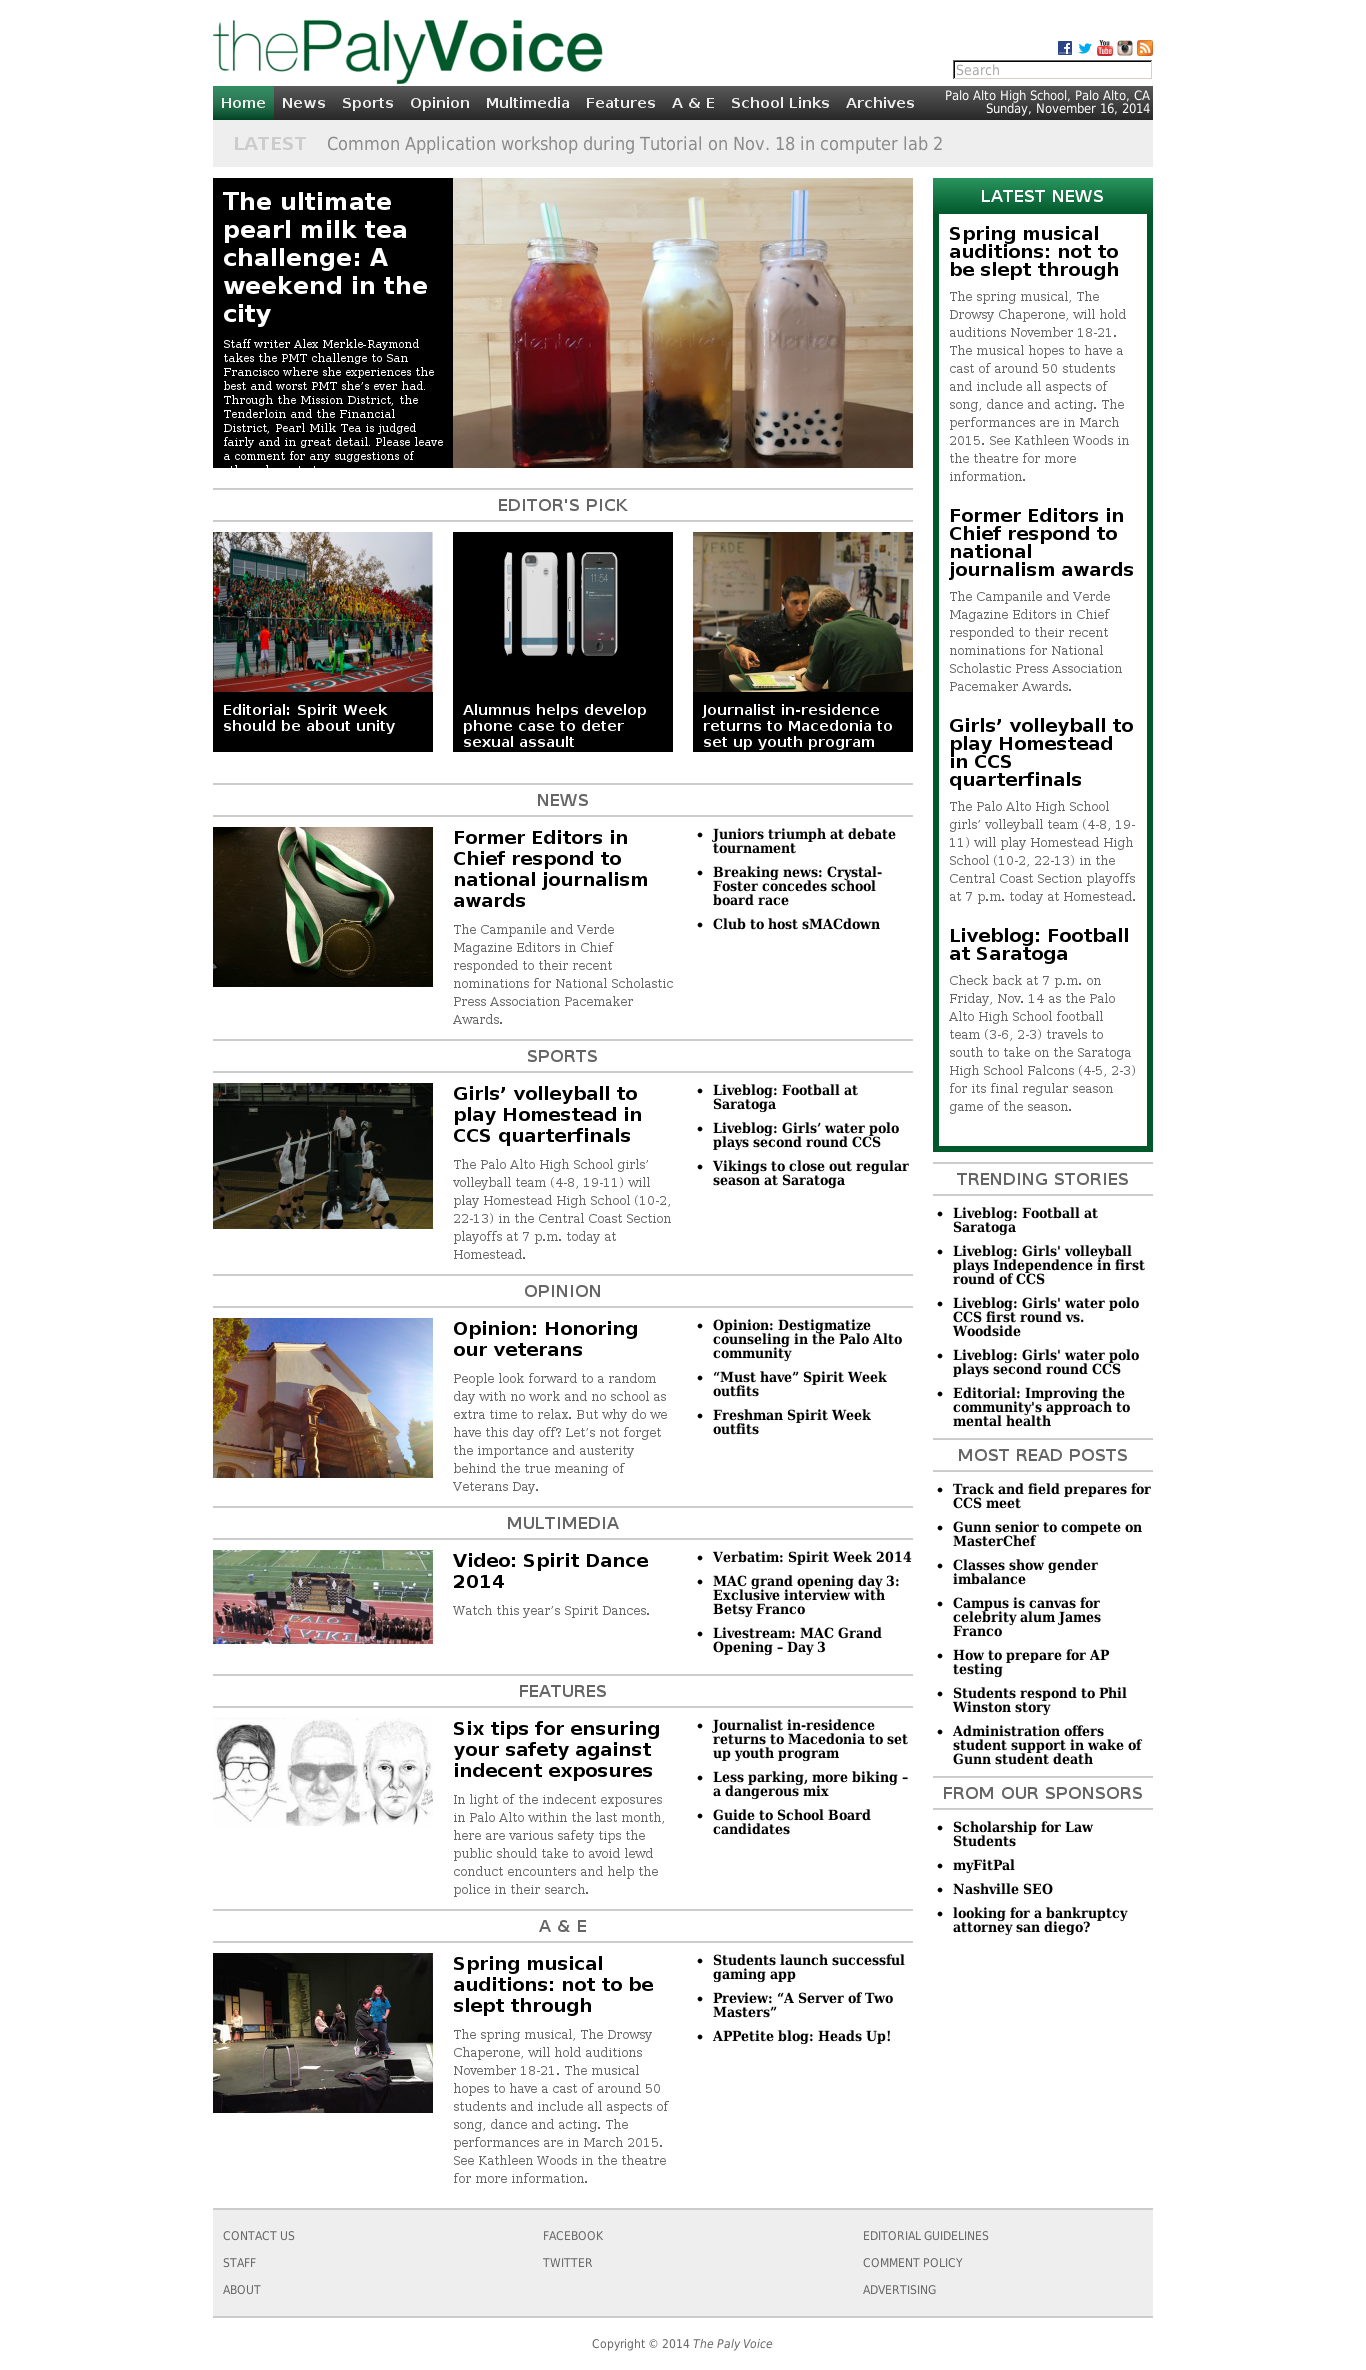 thePalyVoice
Search
Home News Sports Opinion Multimedia Features A & E School Links Archives
Palo Alto High School, Palo Alto, CA
Sunday, November 16, 2014
LATEST Common Application workshop during Tutorial on Nov. 18 in computer lab 2
The ultimate
pearl milk tea
challenge: A
weekend in the
city
Staff writer Alex Merkle-Raymond
takes the PMT challenge to San
Francisco where she experiences the
best and worst PMT she’s ever had.
Through the Mission District, the
Tenderloin and the Financial
District, Pearl Milk Tea is judged
fairly and in great detail. Please leave
a comment for any suggestions of
EDITOR'S PICK
VERDE
Editorial: Spirit Week
should be about unity
11:54
Alumnus helps develop
phone case to deter
sexual assault
Journalist in-residence
returns to Macedonia to
set up youth program
NEWS
Former Editors in
Chief respond to
national journalism
awards
The Campanile and Verde
Magazine Editors in Chief
responded to their recent
nominations for National Scholastic
Press Association Pacemaker
Awards.
Juniors triumph at debate
tournament
Breaking news: Crystal-
Foster concedes school
board race
Club to host sMACdown
SPORTS
Girls’ volleyball to
play Homestead in
CCS quarterfinals
The Palo Alto High School girls’
volleyball team (4-8, 19-11) will
play Homestead High School (10-2,
22-13) in the Central Coast Section
playoffs at 7 p.m. today at
Homestead.
Liveblog: Football at
Saratoga
Liveblog: Girls’ water polo
plays second round CCS
Vikings to close out regular
season at Saratoga
OPINION
Opinion: Honoring
our veterans
People look forward to a random
day with no work and no school as
extra time to relax. But why do we
have this day off? Let’s not forget
the importance and austerity
behind the true meaning of
Veterans Day.
Opinion: Destigmatize
counseling in the Palo Alto
community
“Must have” Spirit Week
outfits
Freshman Spirit Week
outfits
MULTIMEDIA
PALO
VIKI
Video: Spirit Dance
2014
Watch this year’s Spirit Dances.
Verbatim: Spirit Week 2014
MAC grand opening day 3:
Exclusive interview with
Betsy Franco
Livestream: MAC Grand
Opening – Day 3
FEATURES
Six tips for ensuring
your safety against
indecent exposures
In light of the indecent exposures
in Palo Alto within the last month,
here are various safety tips the
public should take to avoid lewd
conduct encounters and help the
police in their search.
Journalist in-residence
returns to Macedonia to set
up youth program
Less parking, more biking –
a dangerous mix
Guide to School Board
candidates
A & E
Spring musical
auditions: not to be
slept through
The spring musical, The Drowsy
Chaperone, will hold auditions
November 18-21. The musical
hopes to have a cast of around 50
students and include all aspects of
song, dance and acting. The
performances are in March 2015.
See Kathleen Woods in the theatre
for more information.
Students launch successful
gaming app
Preview: “A Server of Two
Masters”
APPetite blog: Heads Up!
LATEST NEWS
Spring musical
auditions: not to
be slept through
The spring musical, The
Drowsy Chaperone, will hold
auditions November 18-21.
The musical hopes to have a
cast of around 50 students
and include all aspects of
song, dance and acting. The
performances are in March
2015. See Kathleen Woods in
the theatre for more
information.
Former Editors in
Chief respond to
national
journalism awards
The Campanile and Verde
Magazine Editors in Chief
responded to their recent
nominations for National
Scholastic Press Association
Pacemaker Awards.
Girls’ volleyball to
play Homestead
in CCS
quarterfinals
The Palo Alto High School
girls’ volleyball team (4-8, 19-
11) will play Homestead High
School (10-2, 22-13) in the
Central Coast Section playoffs
at 7 p.m. today at Homestead.
Liveblog: Football
at Saratoga
Check back at 7 p.m. on
Friday, Nov. 14 as the Palo
Alto High School football
team (3-6, 2-3) travels to
south to take on the Saratoga
High School Falcons (4-5, 2-3)
for its final regular season
game of the season.
TRENDING STORIES
Liveblog: Football at
Saratoga
Liveblog: Girls' volleyball
plays Independence in first
round of CCS
Liveblog: Girls' water polo
CCS first round vs.
Woodside
Liveblog: Girls' water polo
plays second round CCS
Editorial: Improving the
community's approach to
mental health
MOST READ POSTS
Track and field prepares for
CCS meet
Gunn senior to compete on
MasterChef
Classes show gender
imbalance
Campus is canvas for
celebrity alum James
Franco
How to prepare for AP
testing
Students respond to Phil
Winston story
Administration offers
student support in wake of
Gunn student death
FROM OUR SPONSORS
Scholarship for Law
Students
myFitPal
Nashville SEO
looking for a bankruptcy
attorney san diego?
CONTACT US
STAFF
ABOUT
FACEBOOK
TWITTER
EDITORIAL GUIDELINES
COMMENT POLICY
ADVERTISING
Copyright © 2014 The Paly Voice